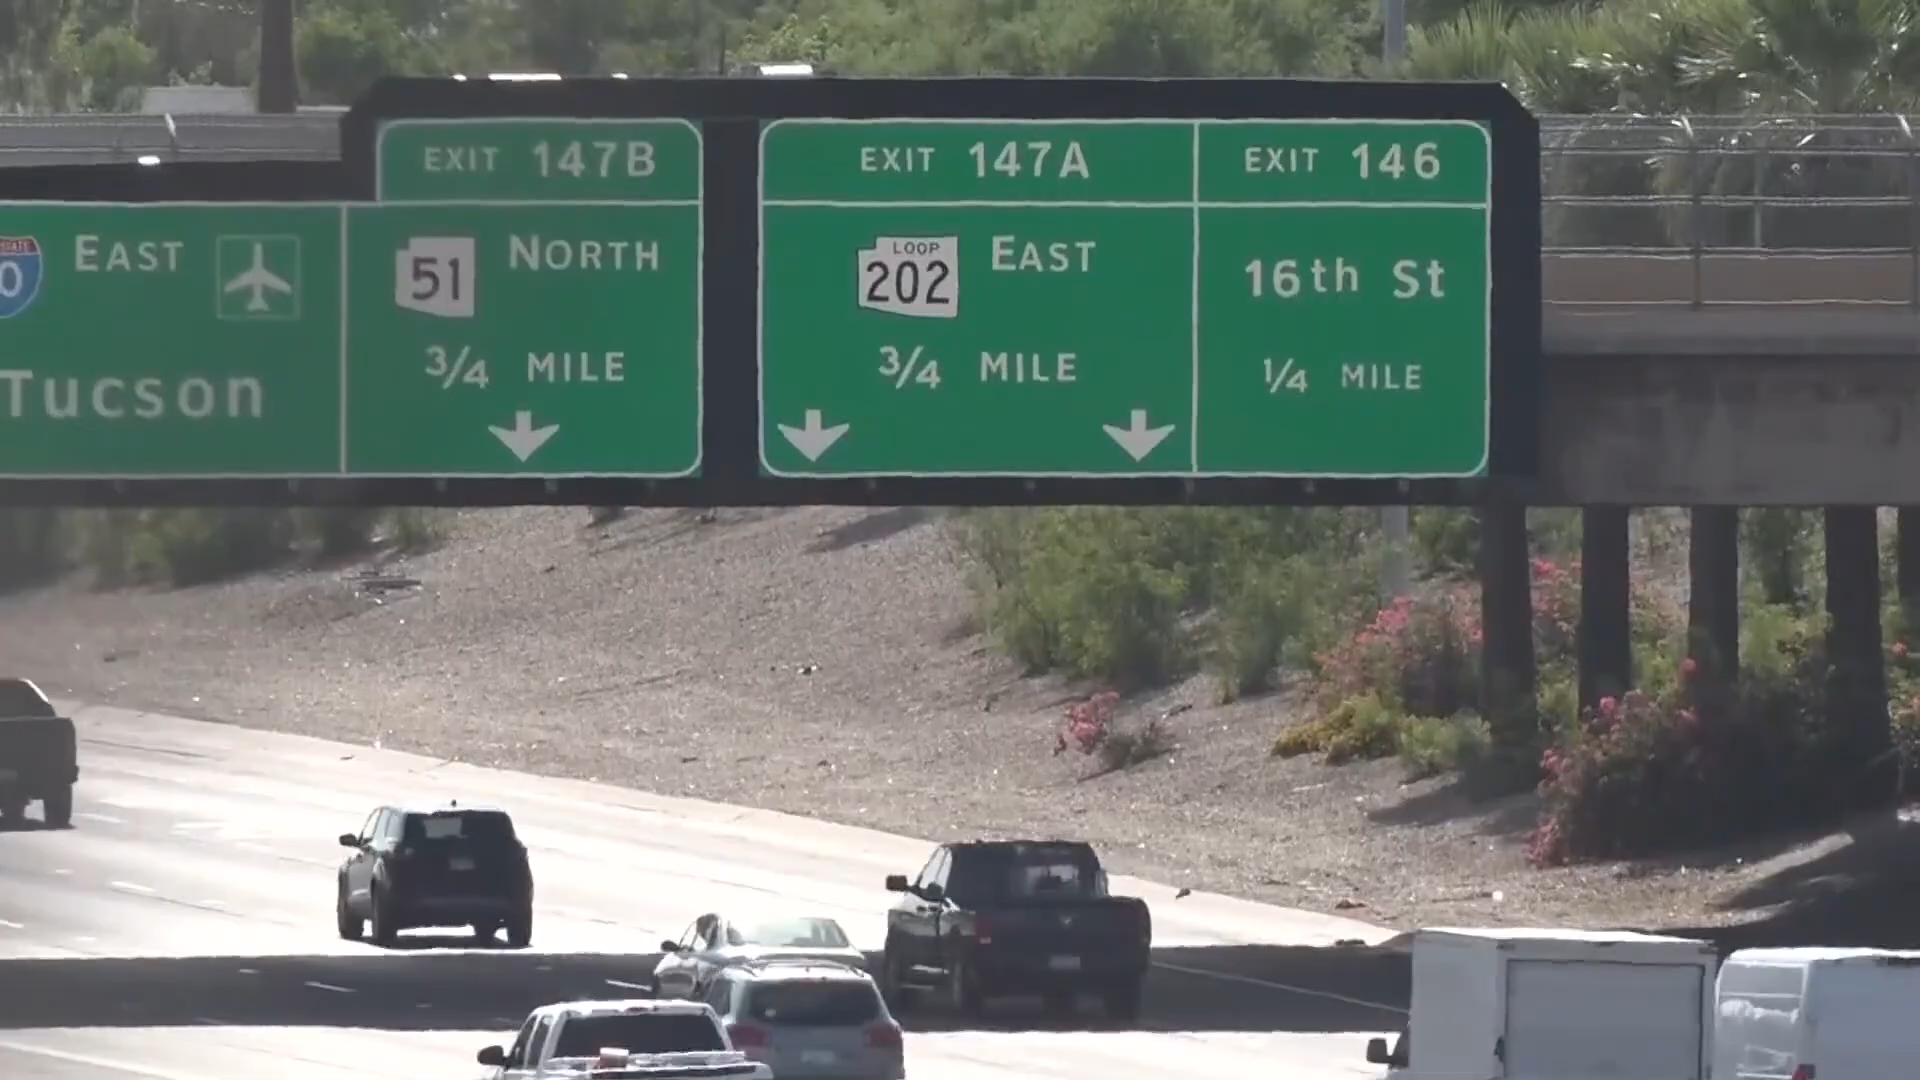 EAST
Tucson
EXIT 147B
51 NORTH
3/4 MILE
EXIT 147A
LOOP
202 EAST
3/4 MILE
EXIT 146
16th St
1/4 MILE